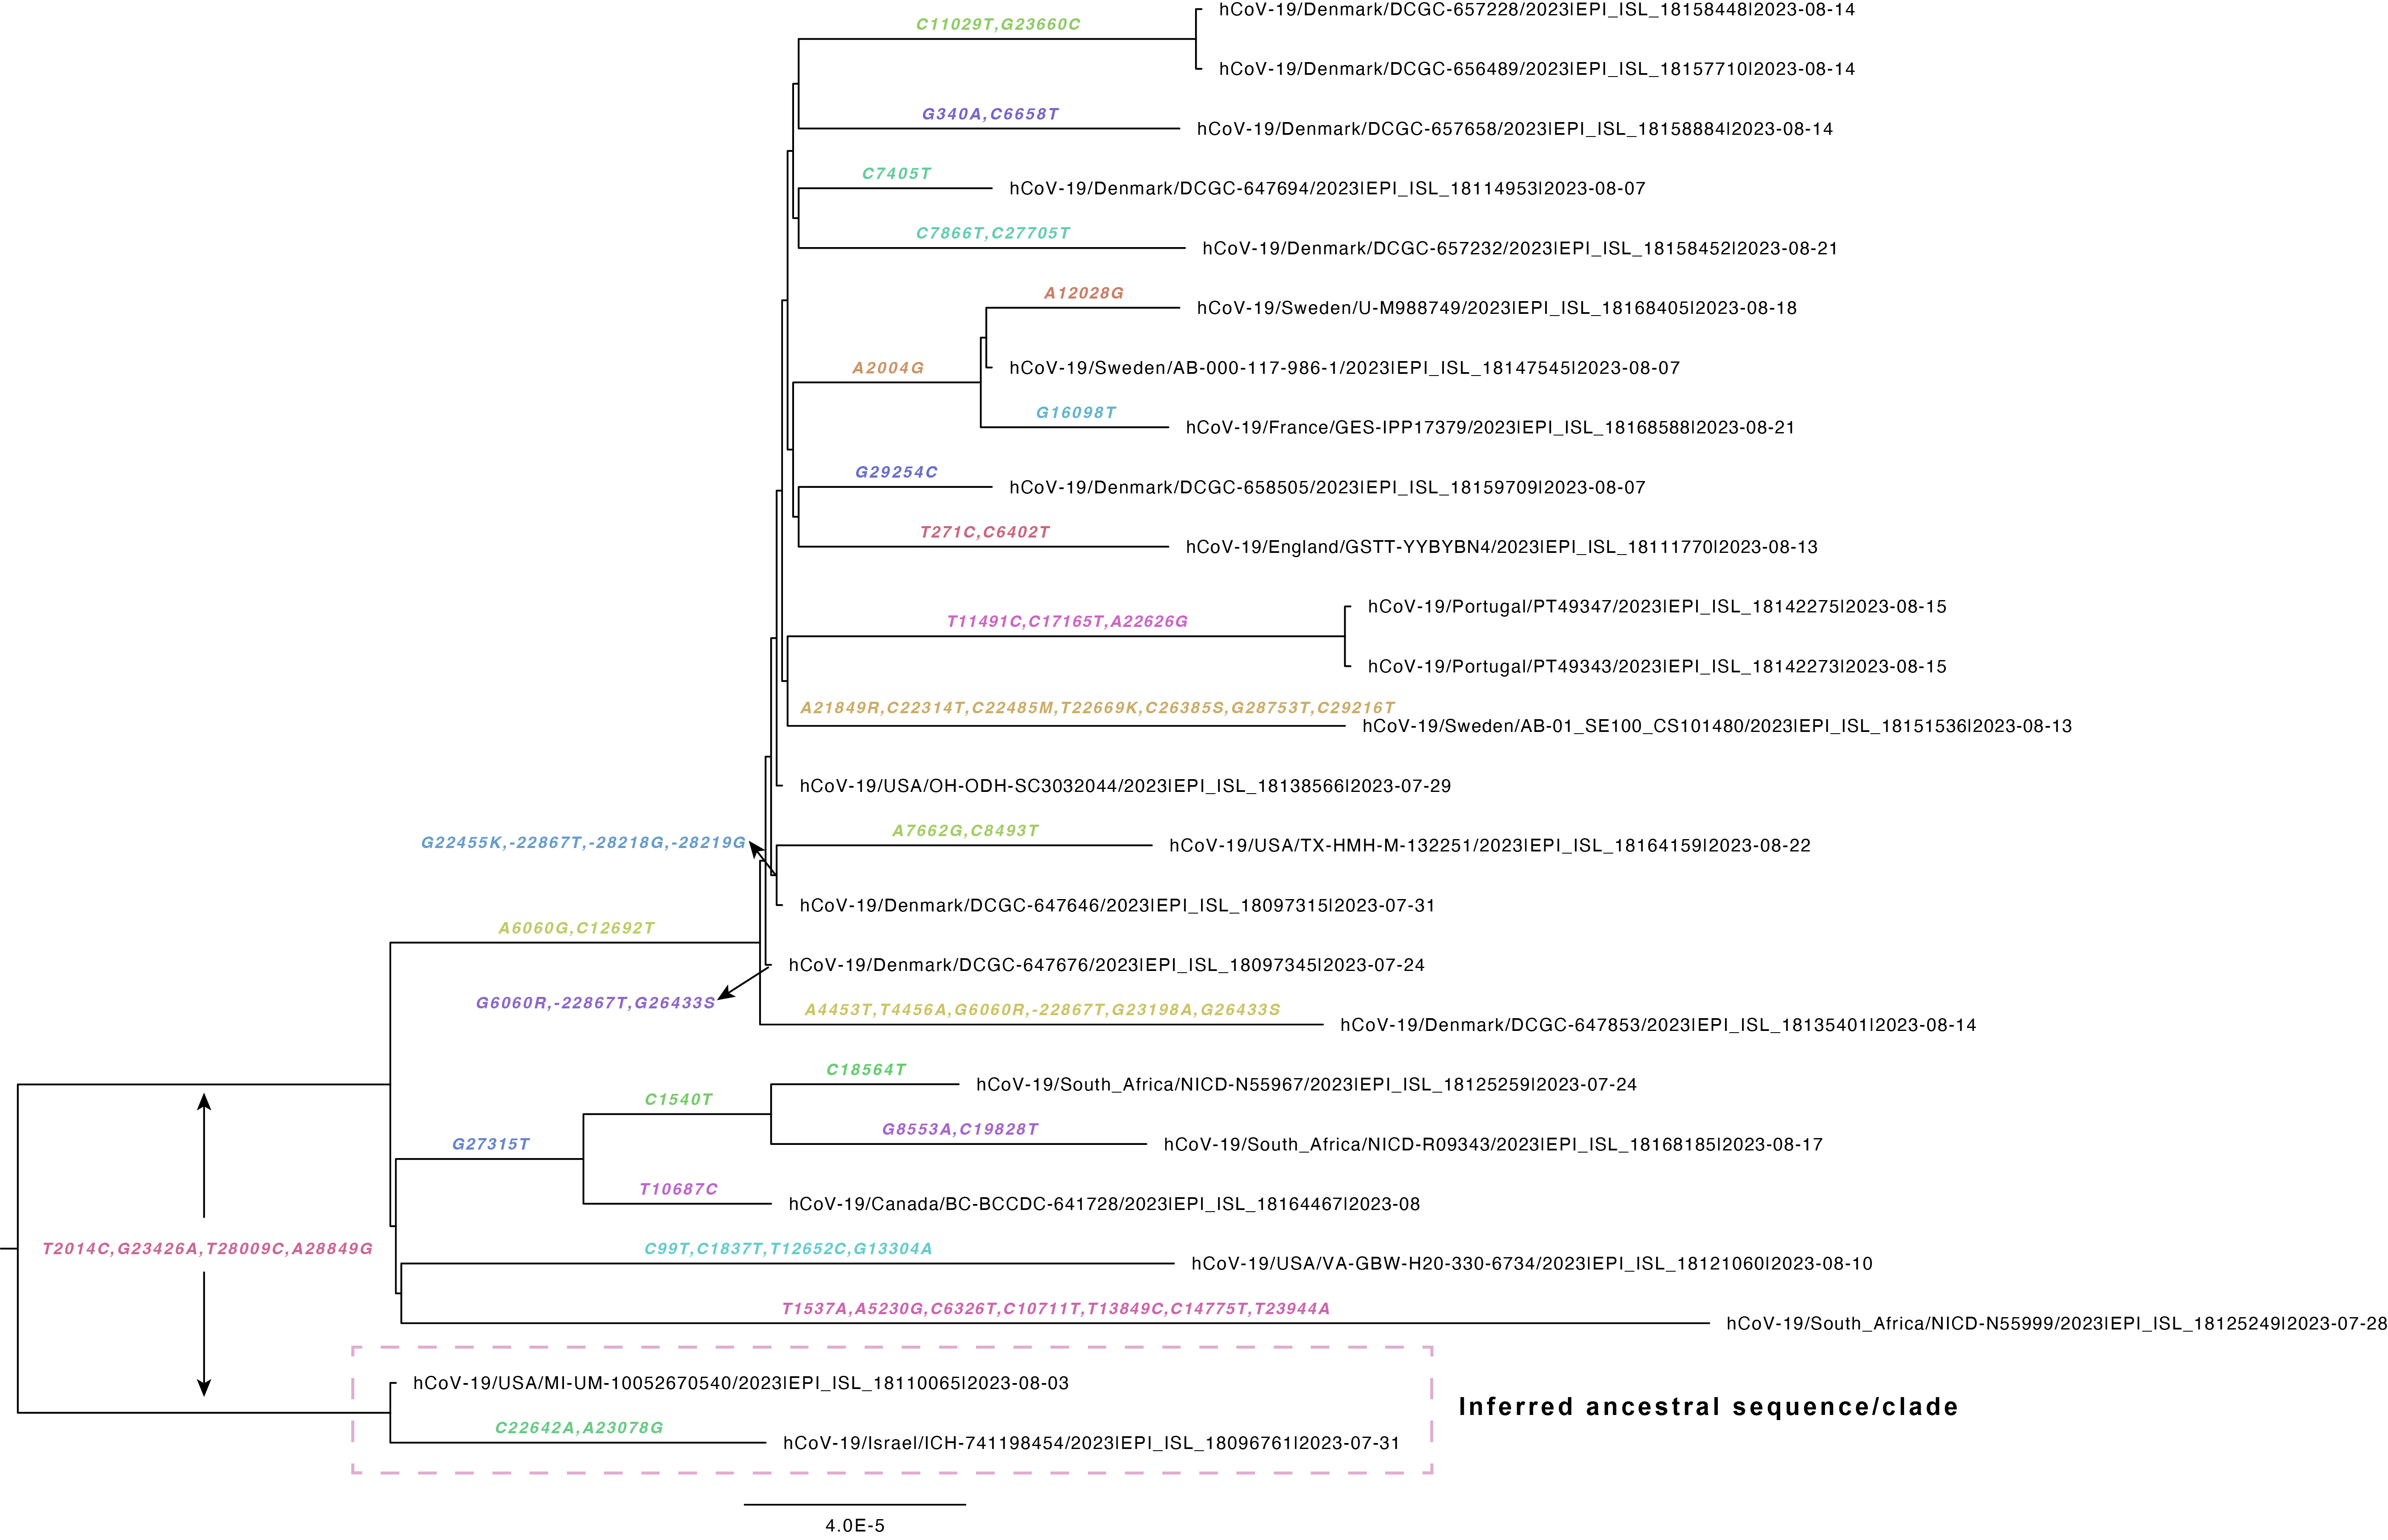 hCoV-19/Denmark/DCGC-657228/2023|EPI_ISL_18158448|2023-08-14
C11029T,G23660C
hCoV-19/Denmark/DCGC-656489/2023|EPI_ISL_18157710|2023-08-14
G340A,C6658T
hCoV-19/Denmark/DCGC-657658/2023|EPI_ISL_18158884|2023-08-14
C7405T
hCoV-19/Denmark/DCGC-647694/2023|EPI_ISL_18114953|2023-08-07
C7866T,C27705T
hCoV-19/Denmark/DCGC-657232/2023|EPI_ISL_18158452|2023-08-21
A12028G
hCoV-19/Sweden/U-M988749/2023|EPI_ISL_18168405|2023-08-18
A2004G
hCoV-19/Sweden/AB-000-117-986-1/2023|EPI_ISL_18147545|2023-08-07
G16098T
hCoV-19/France/GES-IPP17379/2023|EPI_ISL_18168588|2023-08-21
G29254C
hCoV-19/Denmark/DCGC-658505/2023|EPI_ISL_18159709|2023-08-07
T271C,C6402T
hCoV-19/England/GSTT-YYBYBN4/2023|EPI_ISL_18111770|2023-08-13
hCoV-19/Portugal/PT49347/2023|EPI_ISL_18142275|2023-08-15
T11491C,C17165T,A22626G
hCoV-19/Portugal/PT49343/2023|EPI_ISL_18142273|2023-08-15
A21849R,C22314T,C22485M,T22669K,C26385S,G28753T,C29216T
hCoV-19/Sweden/AB-01_SE100_CS101480/2023|EPI_ISL_18151536|2023-08-13
hCoV-19/USA/OH-ODH-SC3032044/2023|EPI_ISL_18138566|2023-07-29
G22455K,-22867T,-28218G,-28219G
A7662G,C8493T
hCoV-19/USA/TX-HMH-M-132251/2023|EPI_ISL_18164159|2023-08-22
hCoV-19/Denmark/DCGC-647646/2023|EPI_ISL_18097315|2023-07-31
A6060G,C12692T
hCoV-19/Denmark/DCGC-647676/2023|EPI_ISL_18097345|2023-07-24
G6060R,-22867T,G26433S
A4453T,T4456A,G6060R,-22867T,G23198A,G26433S
hCoV-19/Denmark/DCGC-647853/2023|EPI_ISL_18135401|2023-08-14
C18564T
hCoV-19/South_Africa/NICD-N55967/2023|EPI_ISL_18125259|2023-07-24
C1540T
G8553A,C19828T
hCoV-19/South_Africa/NICD-R09343/2023|EPI_ISL_18168185|2023-08-17
G27315T
T10687C
hCoV-19/Canada/BC-BCCDC-641728/2023|EPI_ISL_18164467|2023-08
T2014C,G23426A,T28009C,A28849G
C99T,C1837T,T12652C,G13304A
hCoV-19/USA/VA-GBW-H20-330-6734/2023|EPI_ISL_18121060|2023-08-10
T1537A,A5230G,C6326T,C10711T,T13849C,C14775T,T23944A
hCoV-19/South_Africa/NICD-N55999/2023|EPI_ISL_18125249|2023-07-28
hCoV-19/USA/MI-UM-10052670540/2023|EPI_ISL_18110065|2023-08-03
Inferred ancestral sequence/clade
C22642A,A23078G
hCoV-19/Israel/ICH-741198454/2023|EPI_ISL_18096761|2023-07-31
4.0E-5